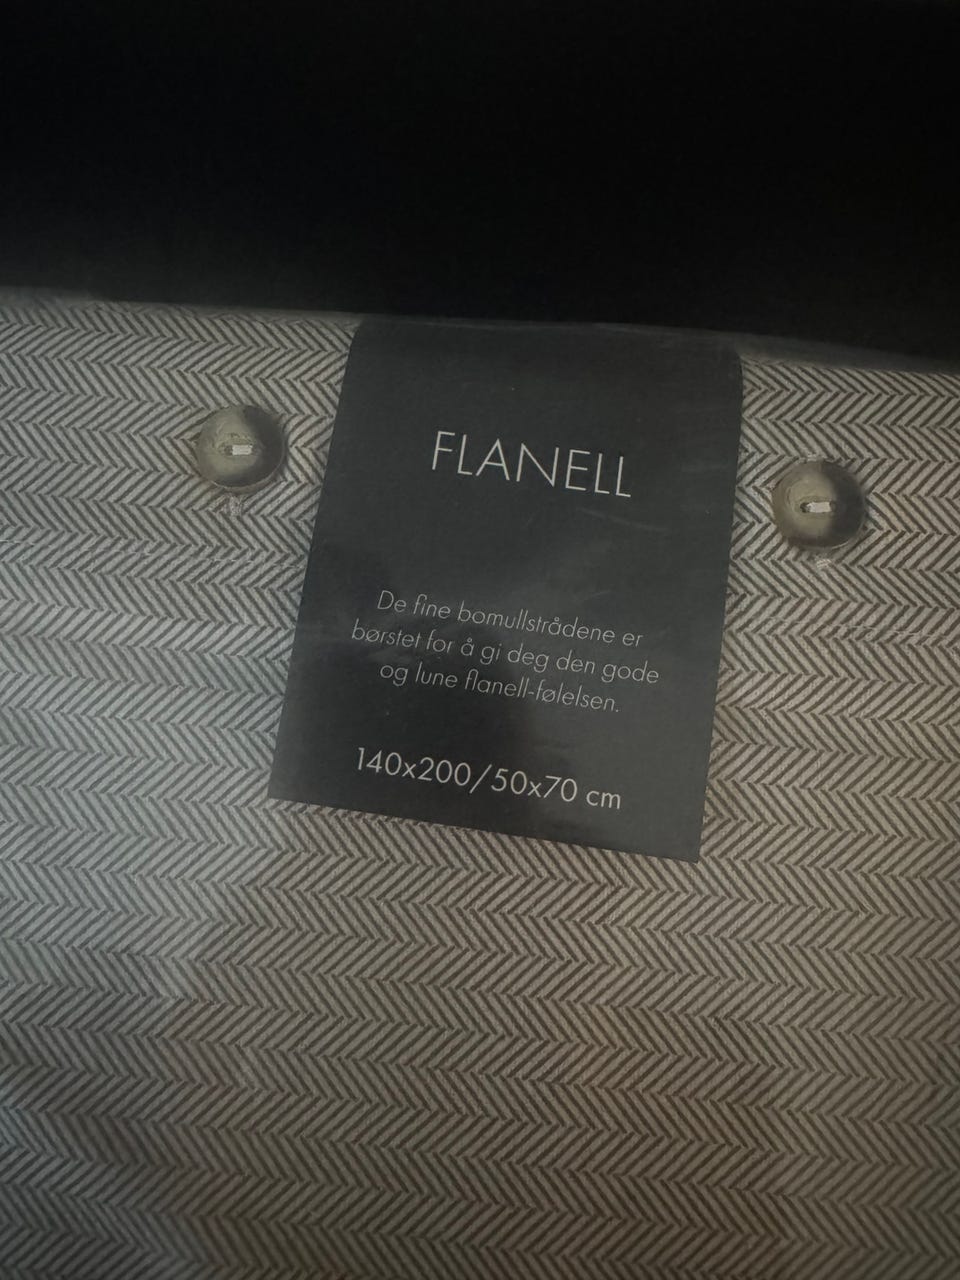 FLANELL
De fine bomullstrådene er
børstet for å gi deg den gode
og lune flanell-følelsen.
140x200/50x70 cm